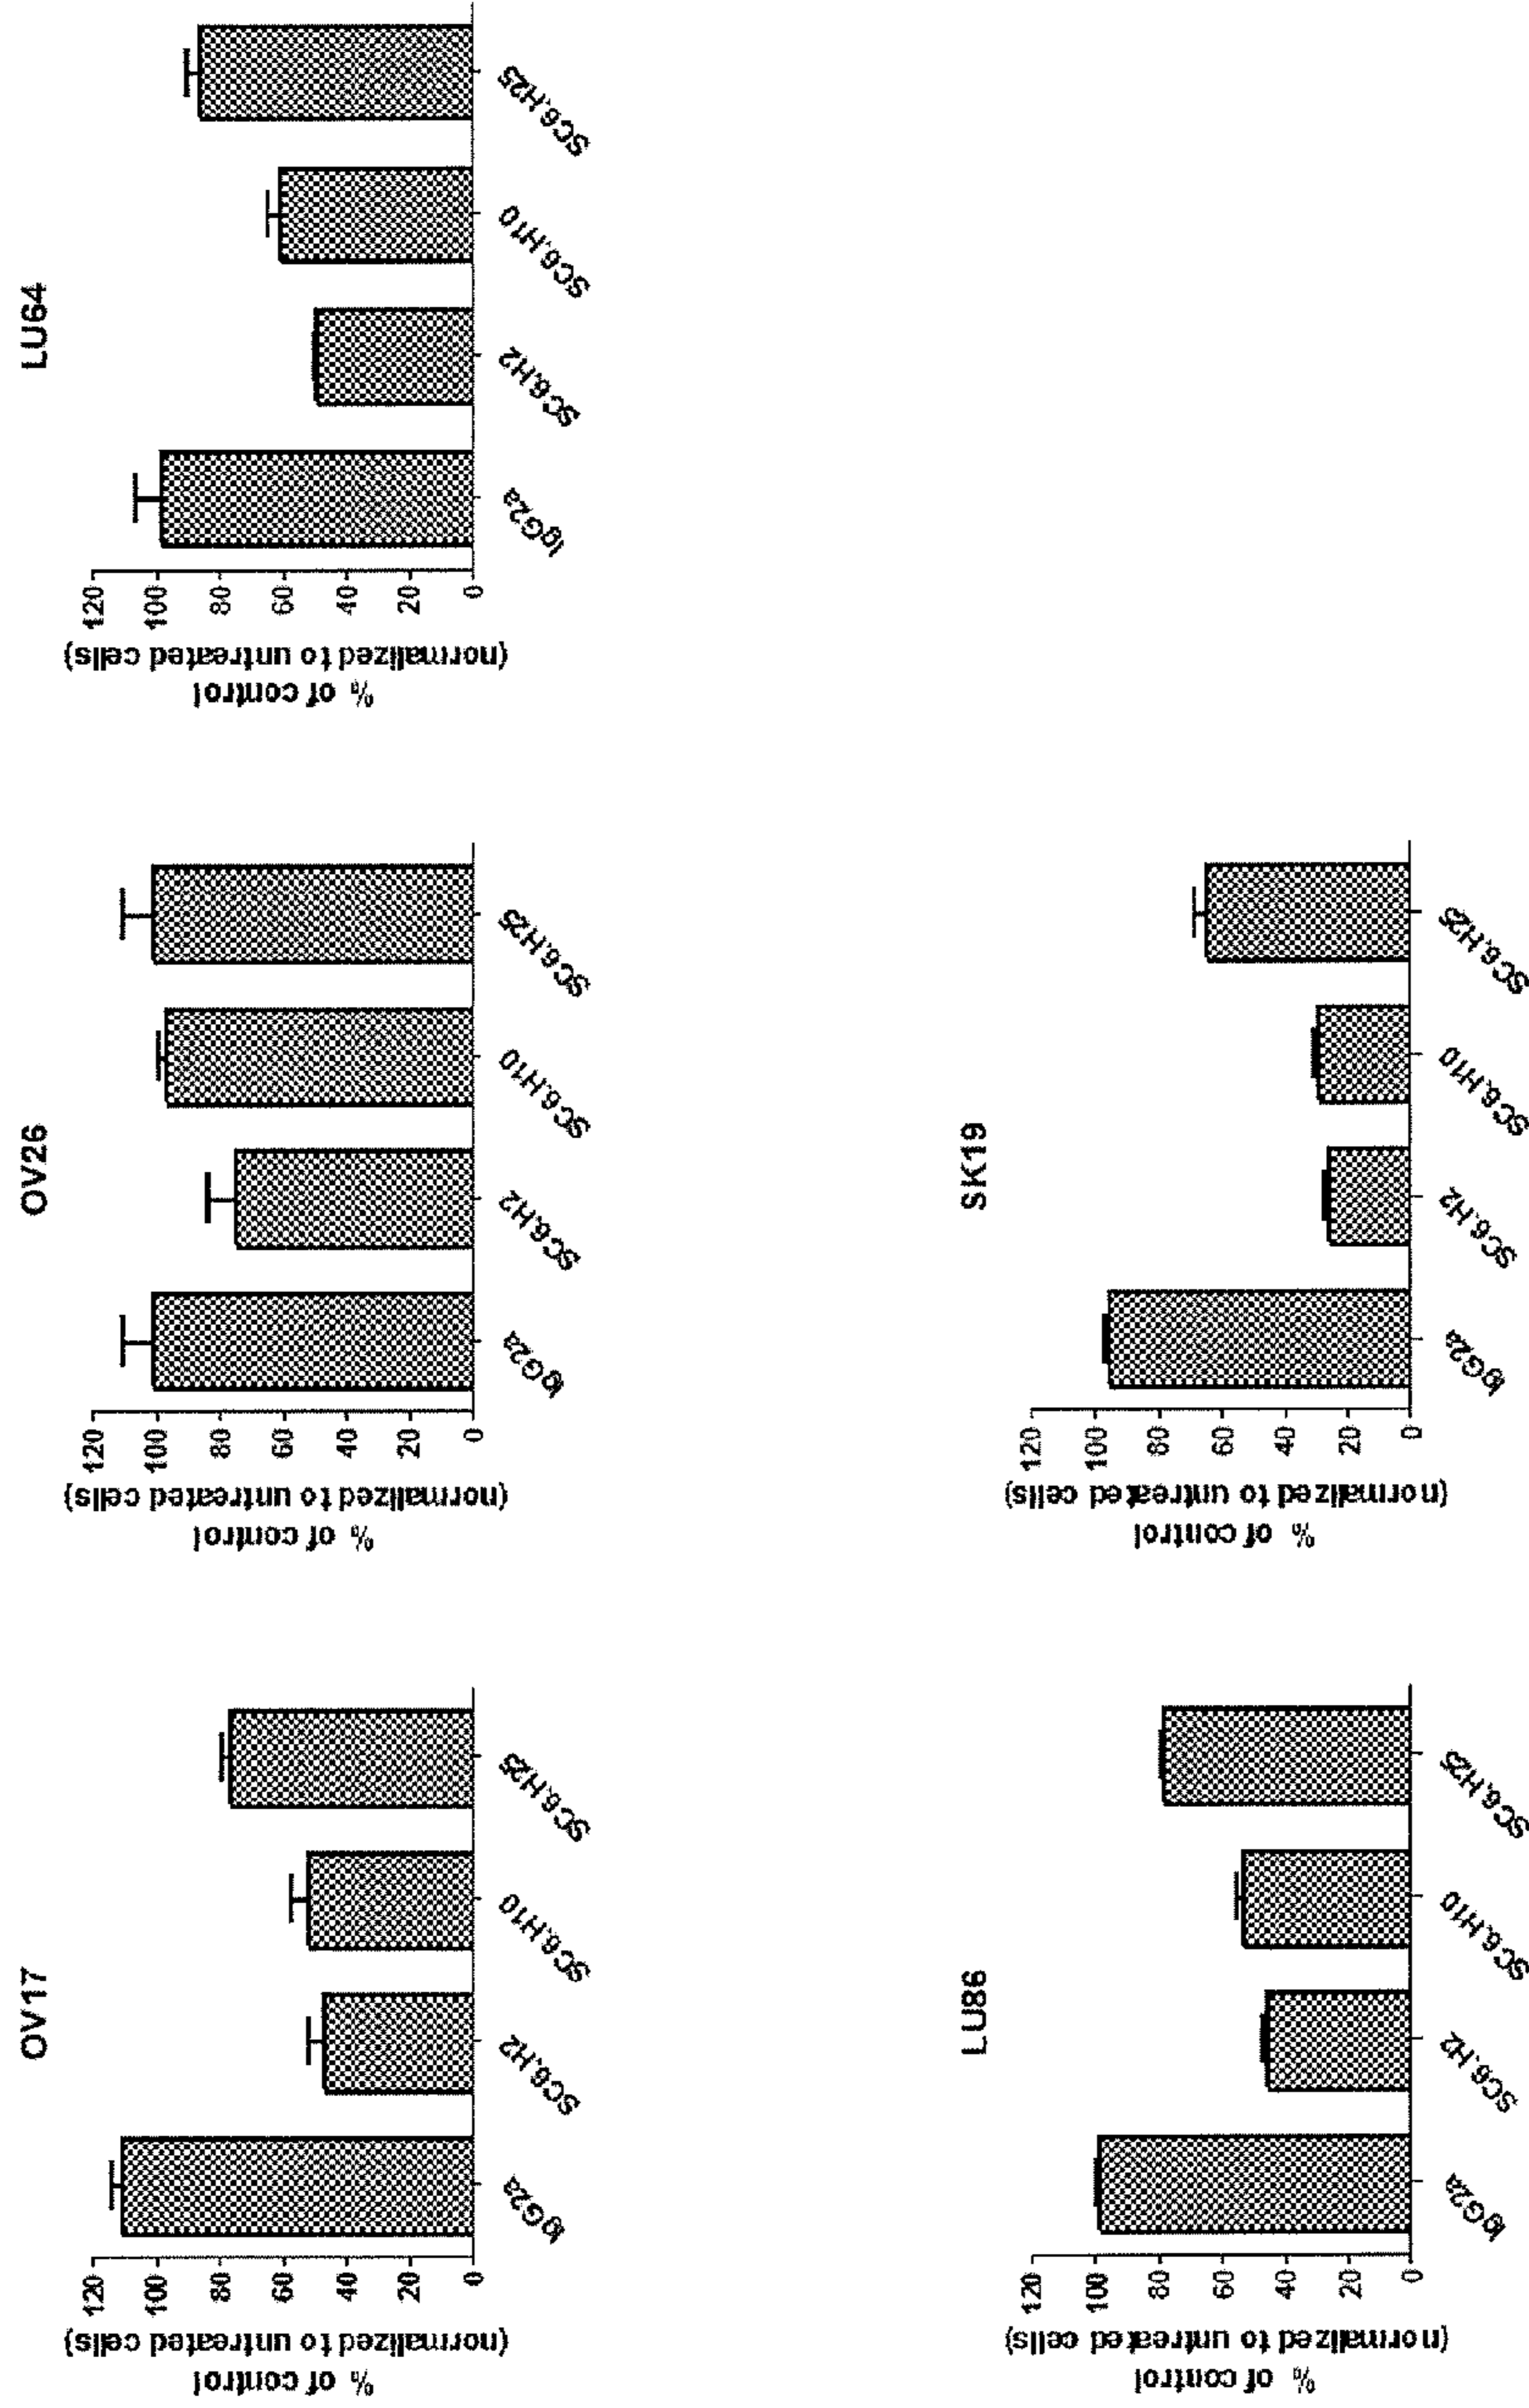 OV17
% of control
(normalized to untreated cells)
120
100
80
60
40
20
0
IgG2a
SC6.H2
SC6.H10
SC6.H25
OV26
% of control
(normalized to untreated cells)
120
100
80
60
40
20
0
IgG2a
SC6.H2
SC6.H10
SC6.H25
LU64
% of control
(normalized to untreated cells)
120
100
80
60
40
20
0
IgG2a
SC6.H2
SC6.H10
SC6.H25
LU86
% of control
(normalized to untreated cells)
120
100
80
60
40
20
0
IgG2a
SC6.H2
SC6.H10
SC6.H25
SK19
% of control
(normalized to untreated cells)
120
100
80
60
40
20
0
IgG2a
SC6.H2
SC6.H10
SC6.H25